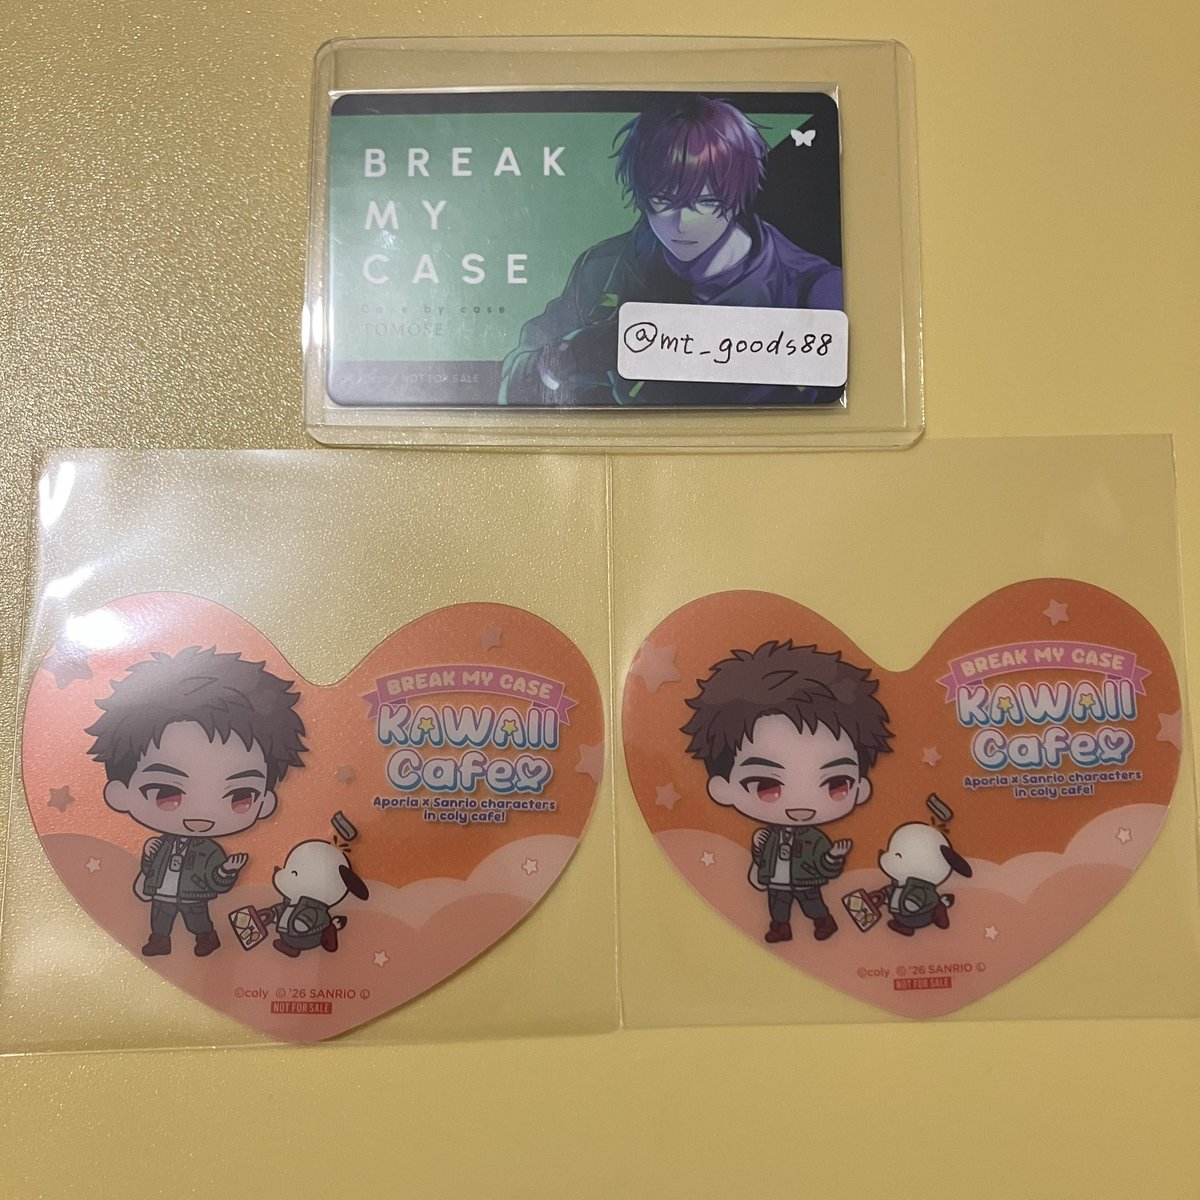 BREAK
MY
CASE
Case by case
TOMOSE
NOT FOR SALE
@mt_goods88
BREAK MY CASE
KAWAII
Cafe
Aporia x Sanrio characters
in coly cafe!
©coly © '26 SANRIO Ⓛ
NOT FOR SALE
BREAK MY CASE
KAWAII
Cafe
Aporia x Sanrio characters
in coly cafe!
©coly © '26 SANRIO Ⓛ
NOT FOR SALE